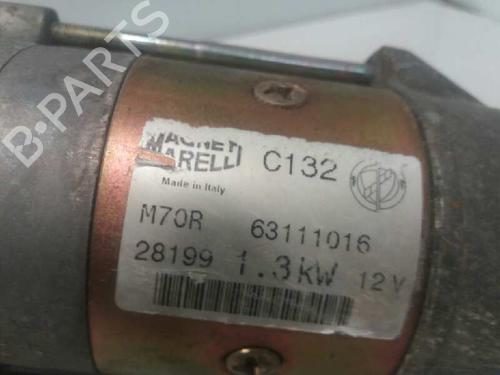 B-PARTS
MAGNETI
MARELLI
C132
Made in Italy
M70R 63111016
28199 1.3kW 12V